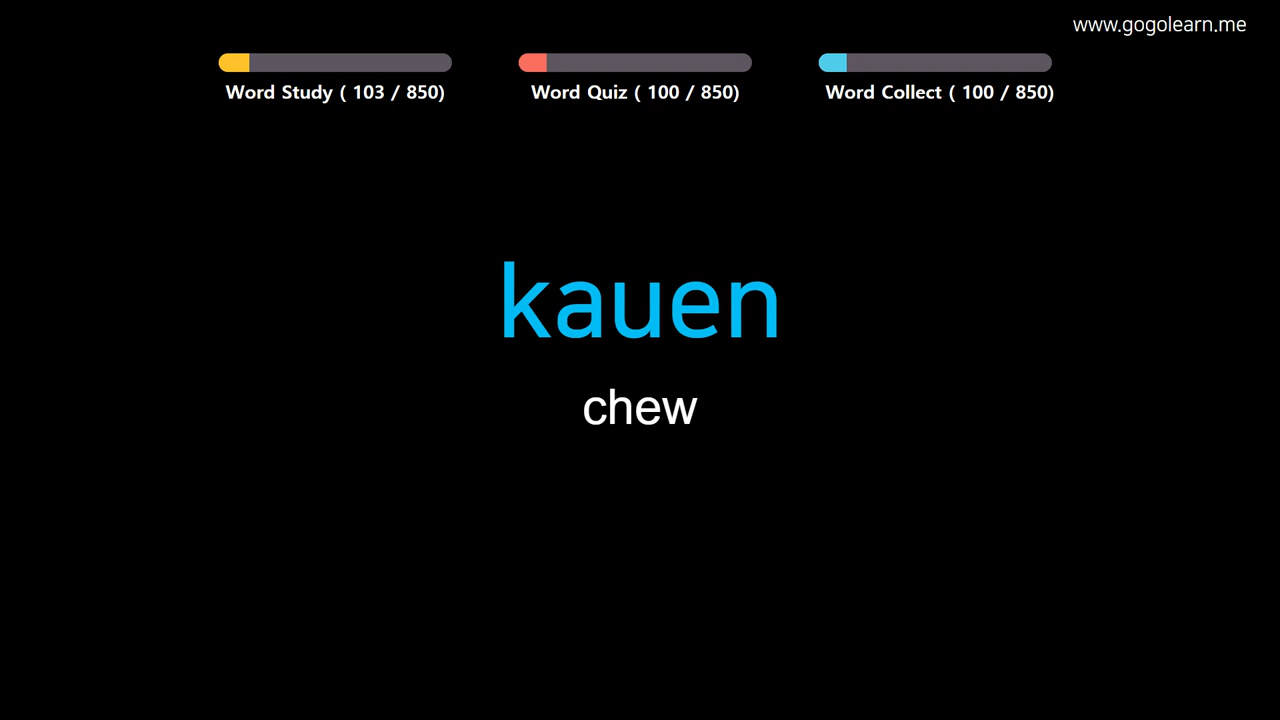 www.gogolearn.me
Word Study ( 103 / 850)
Word Quiz ( 100 / 850)
Word Collect ( 100 / 850)
kauen
chew